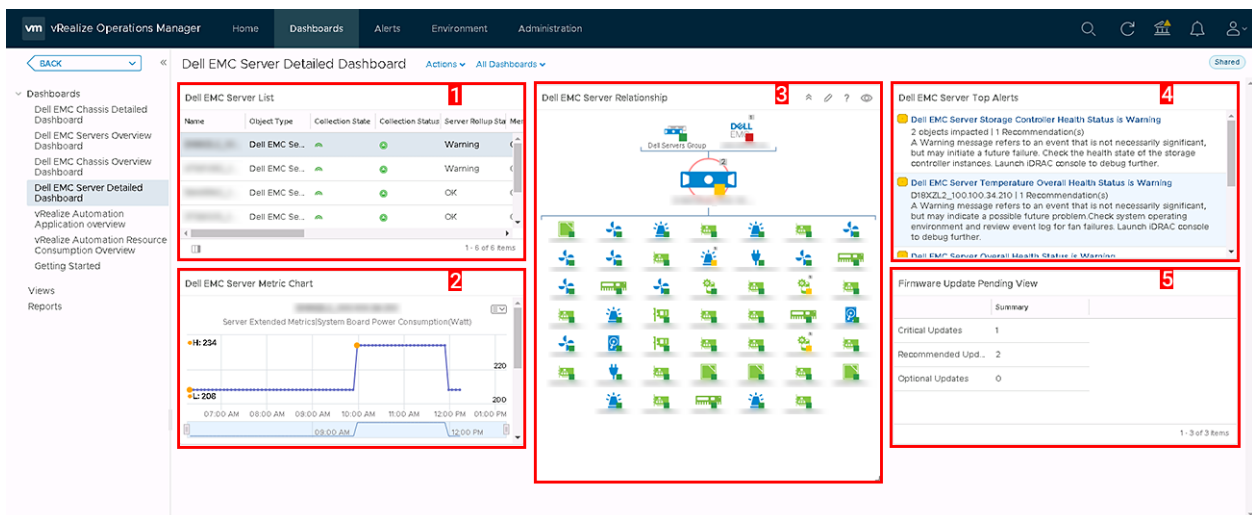 vm vRealize Operations Manager Home Dashboards Alerts Environment Administration
BACK
Dell EMC Server Detailed Dashboard Actions All Dashboards Shared
Dashboards
Dell EMC Chassis Detailed
Dashboard
Dell EMC Servers Overview
Dashboard
Dell EMC Chassis Overview
Dashboard
Dell EMC Server Detailed
Dashboard
vRealize Automation
Application overview
vRealize Automation Resource
Consumption Overview
Getting Started
Views
Reports
Dell EMC Server List 1
Name Object Type Collection State Collection Status Server Rollup Sta Mer
Dell EMC Se.. Warning
Dell EMC Se.. Warning
Dell EMC Se.. OK
Dell EMC Se.. OK
1 - 6 of 6 items
Dell EMC Server Metric Chart 2
Server Extended Metrics|System Board Power Consumption(Watt)
H: 234
220
L: 208
200
07:00 AM 08:00 AM 09:00 AM 10:00 AM 11:00 AM 12:00 PM 01:00 PM
09:00 AM 12:00 PM
Dell EMC Server Relationship 3
DELL
EMC
Dell Servers Group
2
Dell EMC Server Top Alerts 4
Dell EMC Server Storage Controller Health Status is Warning
2 objects impacted | 1 Recommendation(s)
A Warning message refers to an event that is not necessarily significant,
but may initiate a future failure. Check the health state of the storage
controller instances. Launch iDRAC console to debug further.
Dell EMC Server Temperature Overall Health Status is Warning
D18XZL2_100.100.34.210 | 1 Recommendation(s)
A Warning message refers to an event that is not necessarily significant,
but may indicate a possible future problem.Check system operating
environment and review event log for fan failures. Launch iDRAC console
to debug further.
Dell EMC Server Overall Health Status is Warning
Firmware Update Pending View 5
Summary
Critical Updates 1
Recommended Upd... 2
Optional Updates 0
1 - 3 of 3 items